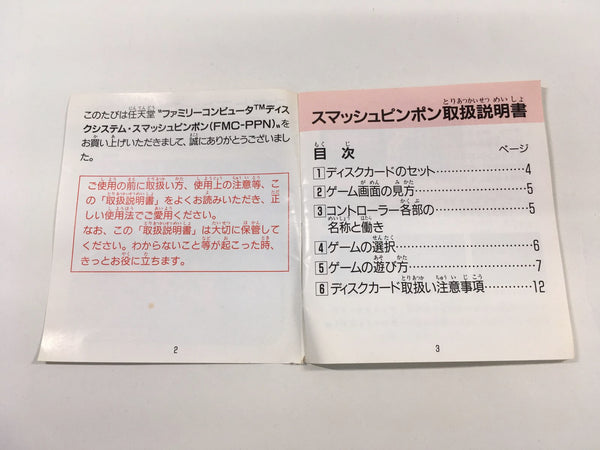 このたびは任天堂“ファミリーコンピュータTMディス
クシステム・スマッシュピンポン(FMC-PPN)„を
お買い上げいただきまして、誠にありがとうございまし
た。
ご使用の前に取扱い方、使用上の注意等、こ
の「取扱説明書」をよくお読みいただき、正
しい使用法でご愛用ください。
なお、この「取扱説明書」は大切に保管して
ください。わからないこと等が起こった時、
きっとお役に立ちます。
2
スマッシュピンポン取扱説明書
目次 ページ
1 ディスクカードのセット…………4
2 ゲーム画面の見方…………………5
3 コントローラー各部の……………5
名称と働き
4 ゲームの選択………………………6
5 ゲームの遊び方……………………7
6 ディスクカード取扱い注意事項…………12
3